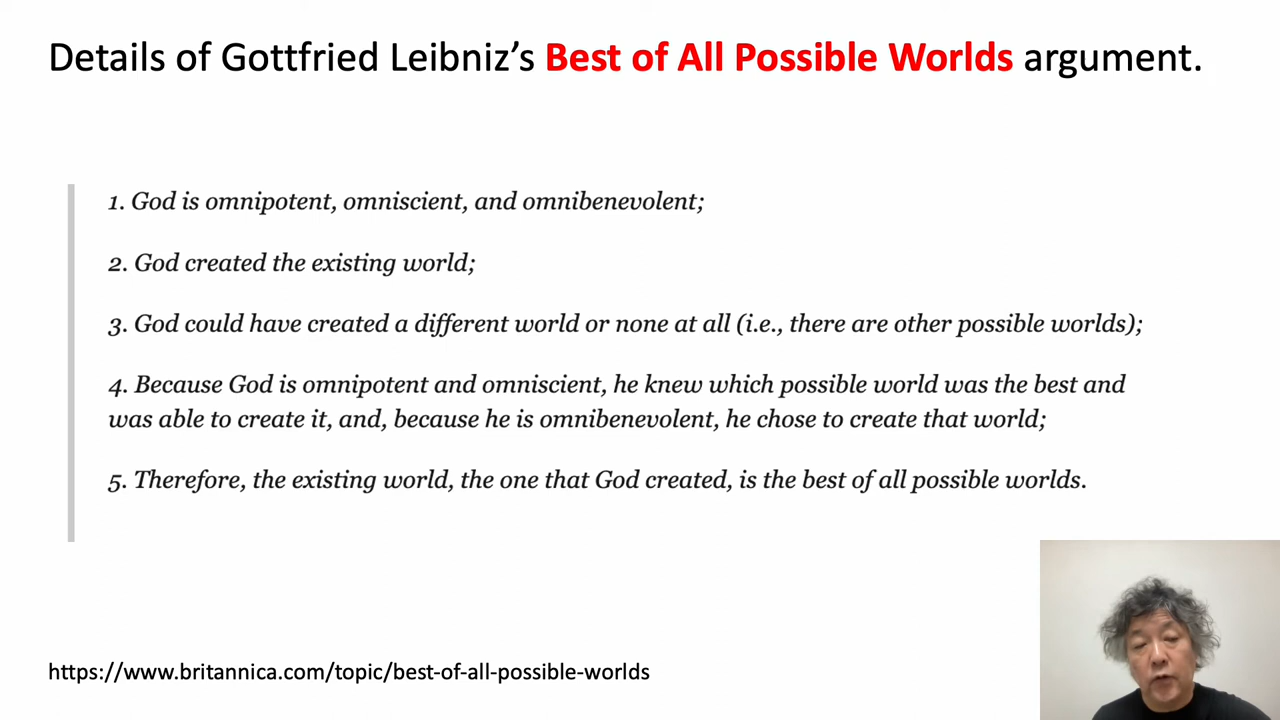 Details of Gottfried Leibniz’s Best of All Possible Worlds argument.
1. God is omnipotent, omniscient, and omnibenevolent;
2. God created the existing world;
3. God could have created a different world or none at all (i.e., there are other possible worlds);
4. Because God is omnipotent and omniscient, he knew which possible world was the best and
was able to create it, and, because he is omnibenevolent, he chose to create that world;
5. Therefore, the existing world, the one that God created, is the best of all possible worlds.
https://www.britannica.com/topic/best-of-all-possible-worlds